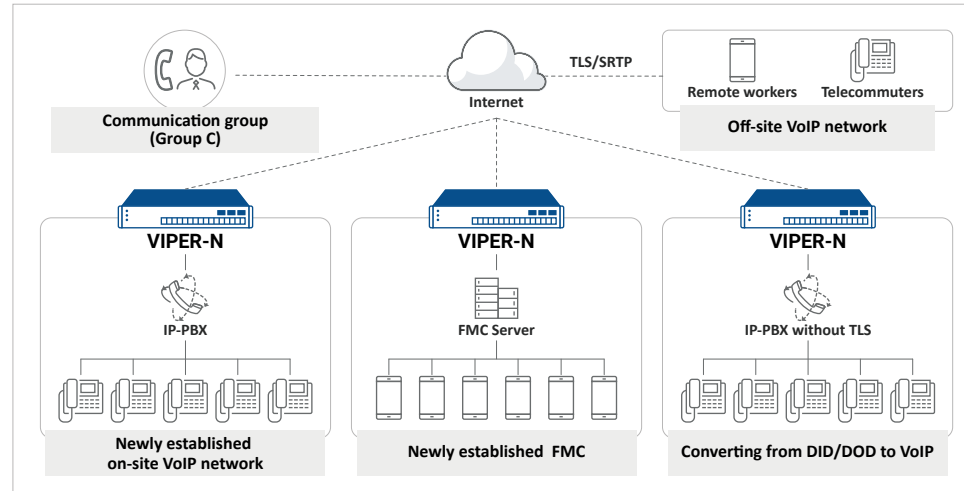 TLS/SRTP
Internet
Remote workers
Telecommuters
Communication group
(Group C)
Off-site VoIP network
VIPER-N
VIPER-N
VIPER-N
IP-PBX
FMC Server
IP-PBX without TLS
Newly established
on-site VoIP network
Newly established FMC
Converting from DID/DOD to VoIP